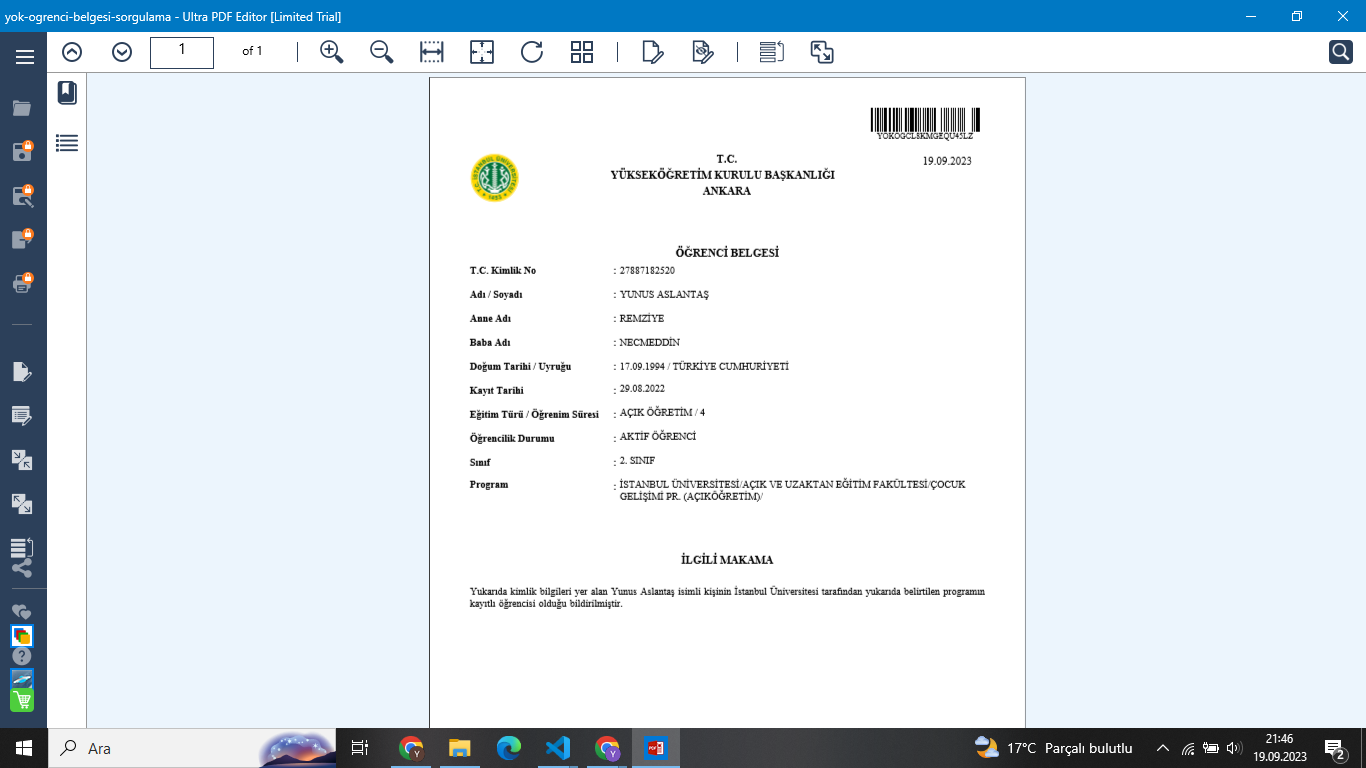 yok-ogrenci-belgesi-sorgulama - Ultra PDF Editor [Limited Trial]
1 of 1
YOKOGCL8KMGEQU45LZ
T.C.
19.09.2023
YÜKSEKÖĞRETİM KURULU BAŞKANLIĞI
ANKARA
ÖĞRENCİ BELGESİ
T.C. Kimlik No : 27887182520
Adı / Soyadı : YUNUS ASLANTAŞ
Anne Adı : REMZİYE
Baba Adı : NECMEDDİN
Doğum Tarihi / Uyruğu : 17.09.1994 / TÜRKİYE CUMHURİYETİ
Kayıt Tarihi : 29.08.2022
Eğitim Türü / Öğrenim Süresi : AÇIK ÖĞRETİM / 4
Öğrencilik Durumu : AKTİF ÖĞRENCİ
Sınıf : 2. SINIF
Program : İSTANBUL ÜNİVERSİTESİ/AÇIK VE UZAKTAN EĞİTİM FAKÜLTESİ/ÇOCUK
GELİŞİMİ PR. (AÇIKÖĞRETİM)/
İLGİLİ MAKAMA
Yukarıda kimlik bilgileri yer alan Yunus Aslantaş isimli kişinin İstanbul Üniversitesi tarafından yukarıda belirtilen programın
kayıtlı öğrencisi olduğu bildirilmiştir.
Ara
17°C Parçalı bulutlu
21:46
19.09.2023
2